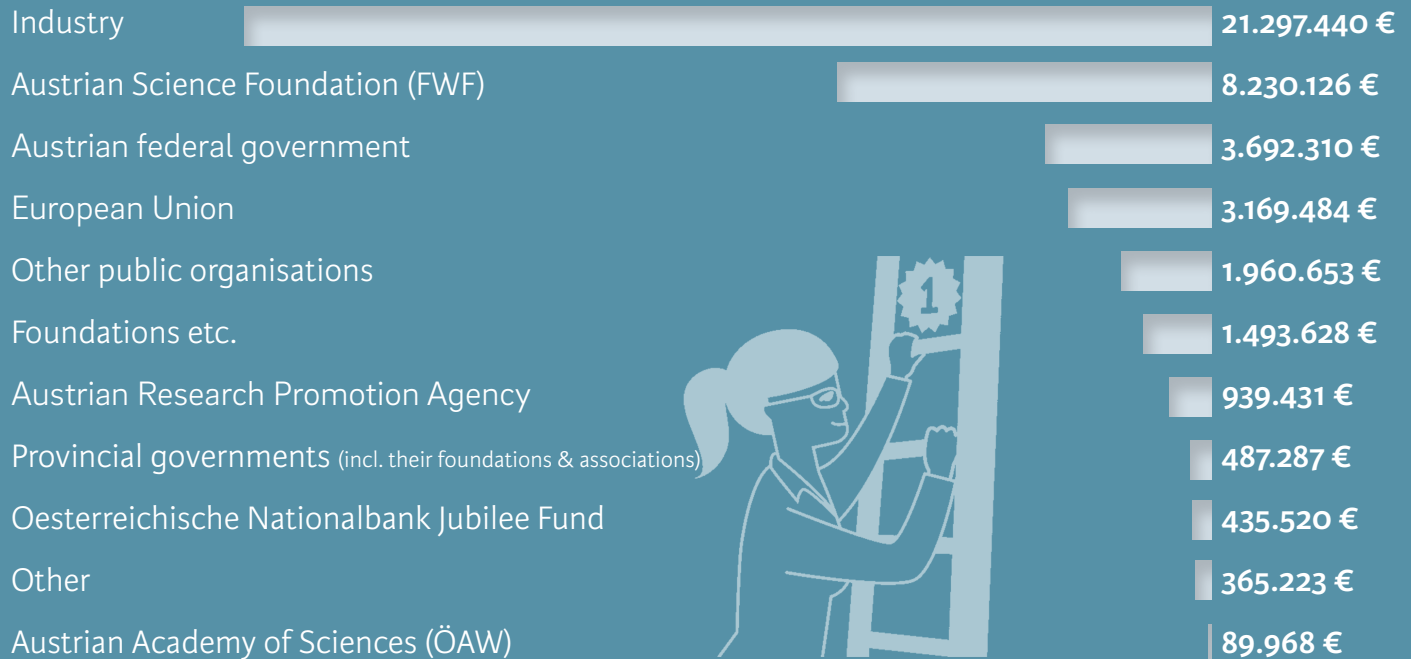 Industry 21.297.440 €
Austrian Science Foundation (FWF) 8.230.126 €
Austrian federal government 3.692.310 €
European Union 3.169.484 €
Other public organisations 1.960.653 €
1
Foundations etc. 1.493.628 €
Austrian Research Promotion Agency 939.431 €
Provincial governments (incl. their foundations & associations) 487.287 €
Oesterreichische Nationalbank Jubilee Fund 435.520 €
Other 365.223 €
Austrian Academy of Sciences (ÖAW) 89.968 €